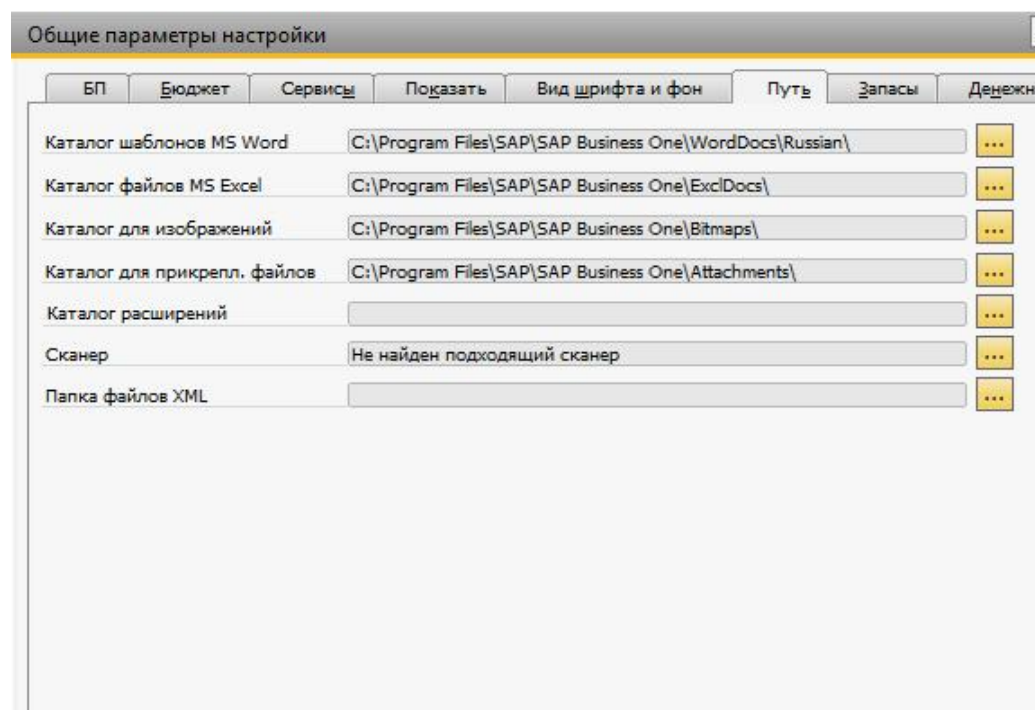 Общие параметры настройки
БП Бюджет Сервисы Показать Вид шрифта и фон Путь Запасы Денежн
Каталог шаблонов MS Word C:\Program Files\SAP\SAP Business One\WordDocs\Russian\ ...
Каталог файлов MS Excel C:\Program Files\SAP\SAP Business One\ExclDocs\ ...
Каталог для изображений C:\Program Files\SAP\SAP Business One\Bitmaps\ ...
Каталог для прикрепл. файлов C:\Program Files\SAP\SAP Business One\Attachments\ ...
Каталог расширений ...
Сканер Не найден подходящий сканер ...
Папка файлов XML ...